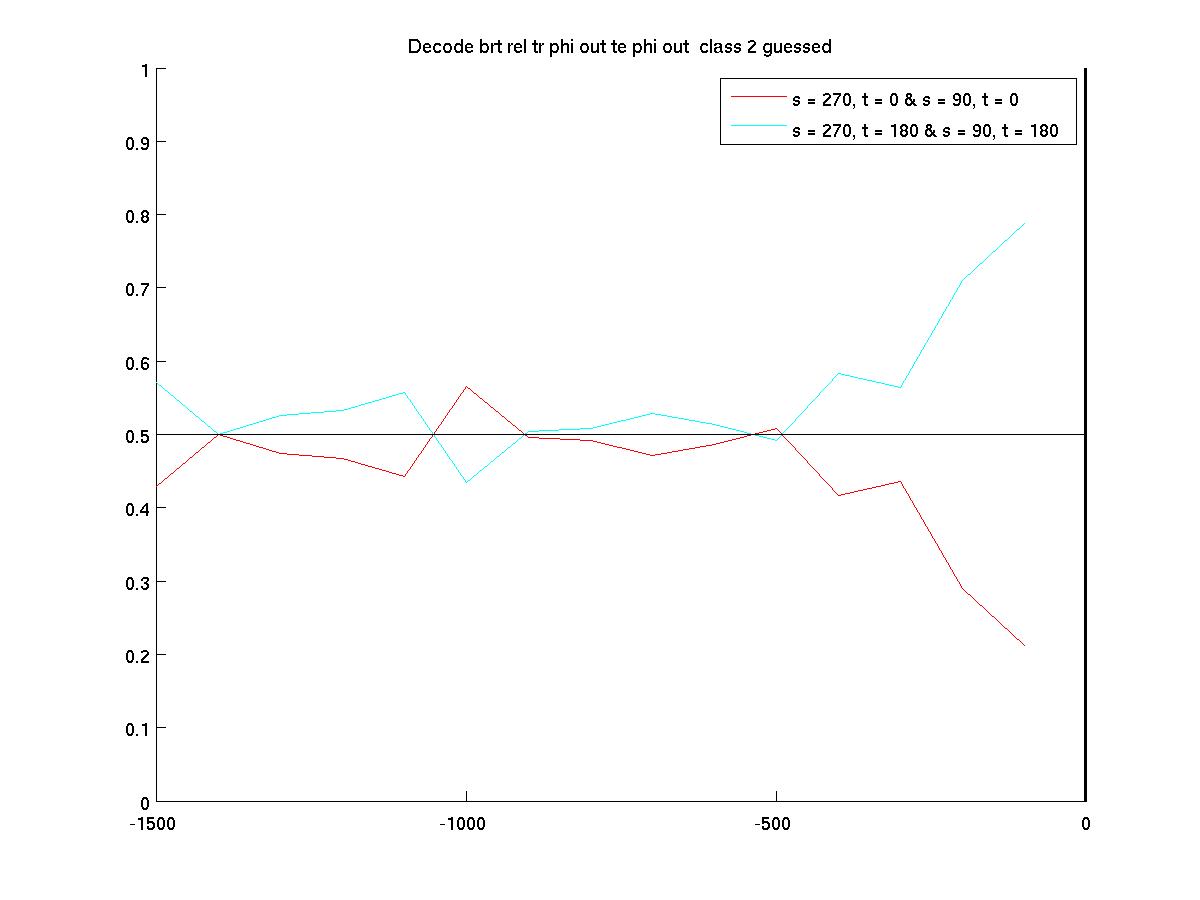 Decode brt rel tr phi out te phi out  class 2 guessed
s = 270, t = 0 & s = 90, t = 0
s = 270, t = 180 & s = 90, t = 180
1
0.9
0.8
0.7
0.6
0.5
0.4
0.3
0.2
0.1
0
-1500 -1000 -500 0